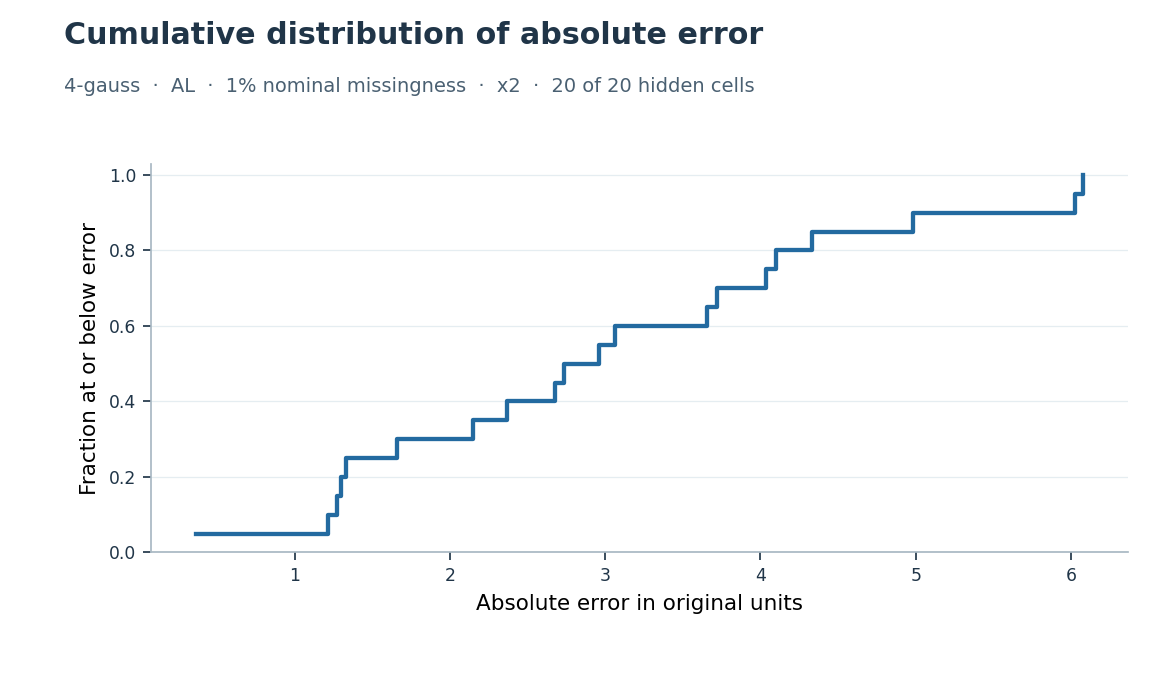 Cumulative distribution of absolute error
4-gauss · AL · 1% nominal missingness · x2 · 20 of 20 hidden cells
Fraction at or below error
1.0
0.8
0.6
0.4
0.2
0.0
1 2 3 4 5 6
Absolute error in original units